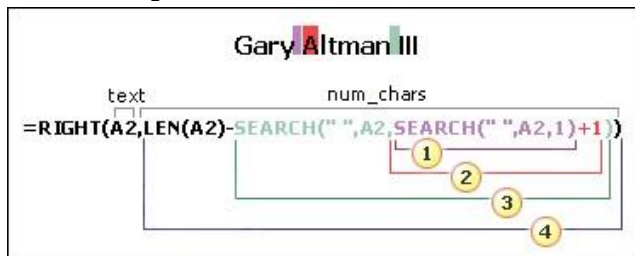 Gary Altman III
text num_chars
=RIGHT(A2,LEN(A2)-SEARCH(" ",A2,SEARCH(" ",A2,1)+1))
1
2
3
4